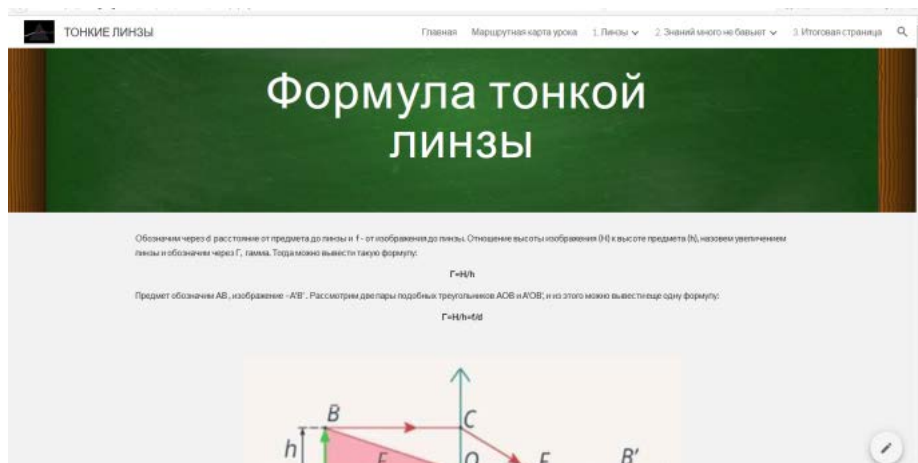 ТОНКИЕ ЛИНЗЫ
Главная Маршрутная карта урока 1. Линзы 2. Знаний много не бывает 3. Итоговая страница
Формула тонкой
линзы
Обозначим через d расстояние от предмета до линзы и f - от изображения до линзы. Отношение высоты изображения (H) к высоте предмета (h), назовем увеличением
линзы и обозначим через Г, гамма. Тогда можно вывести такую формулу:
Г=H/h
Предмет обозначим AB, изображение –A'B'. Рассмотрим две пары подобных треугольников AOB и A'OB', и из этого можно вывести еще одну формулу:
Г=H/h=f/d
B C
h F O F B'